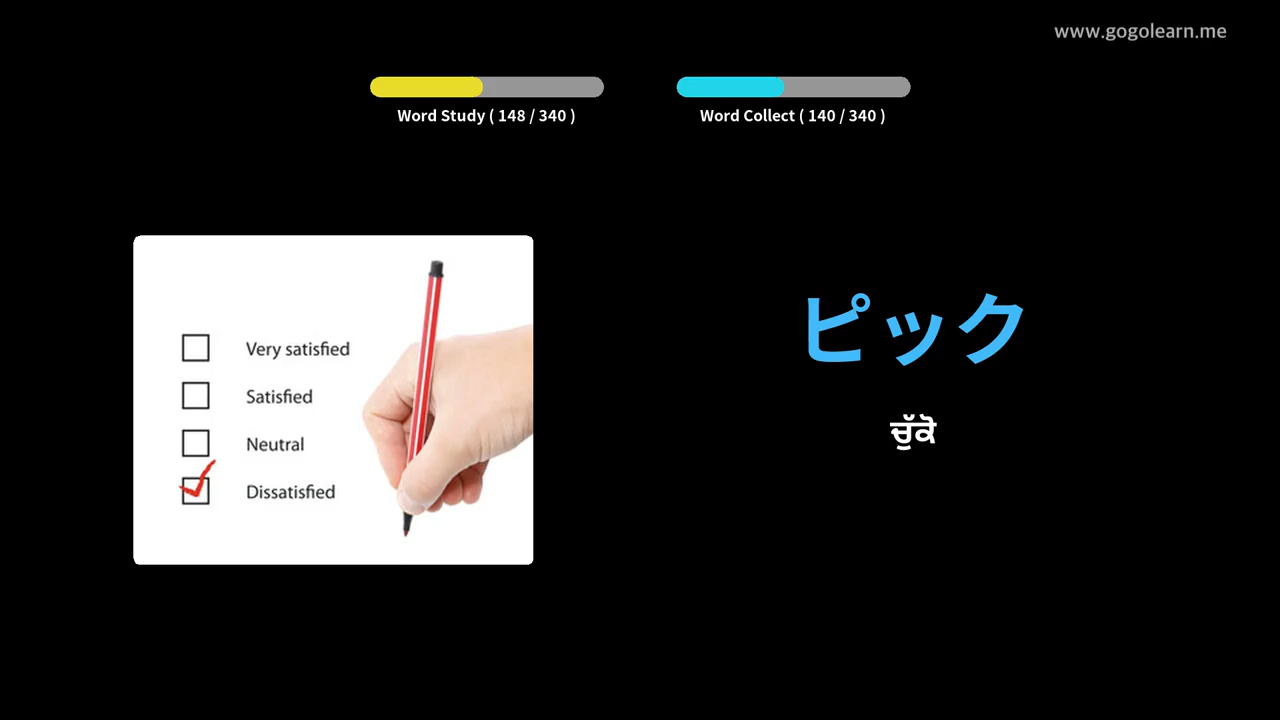 www.gogolearn.me
Word Study ( 148 / 340 )
Word Collect ( 140 / 340 )
Very satisfied
Satisfied
Neutral
Dissatisfied
ピック
ਚੁੱਕੋ